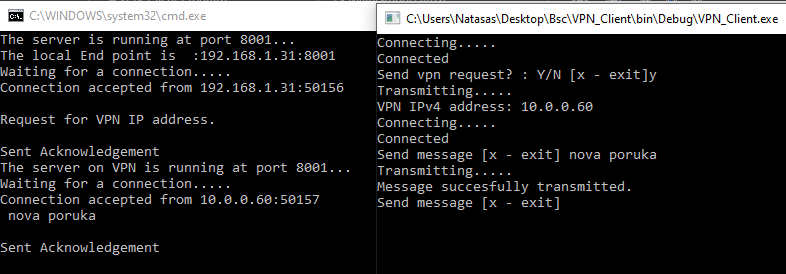 C:\WINDOWS\system32\cmd.exe
The server is running at port 8001...
The local End point is  :192.168.1.31:8001
Waiting for a connection.....
Connection accepted from 192.168.1.31:50156
Request for VPN IP address.
Sent Acknowledgement
The server on VPN is running at port 8001...
Waiting for a connection.....
Connection accepted from 10.0.0.60:50157
 nova poruka
Sent Acknowledgement
C:\Users\Natasas\Desktop\Bsc\VPN_Client\bin\Debug\VPN_Client.exe
Connecting.....
Connected
Send vpn request? : Y/N [x - exit]y
Transmitting.....
VPN IPv4 address: 10.0.0.60
Connecting.....
Connected
Send message [x - exit] nova poruka
Transmitting.....
Message succesfully transmitted.
Send message [x - exit]